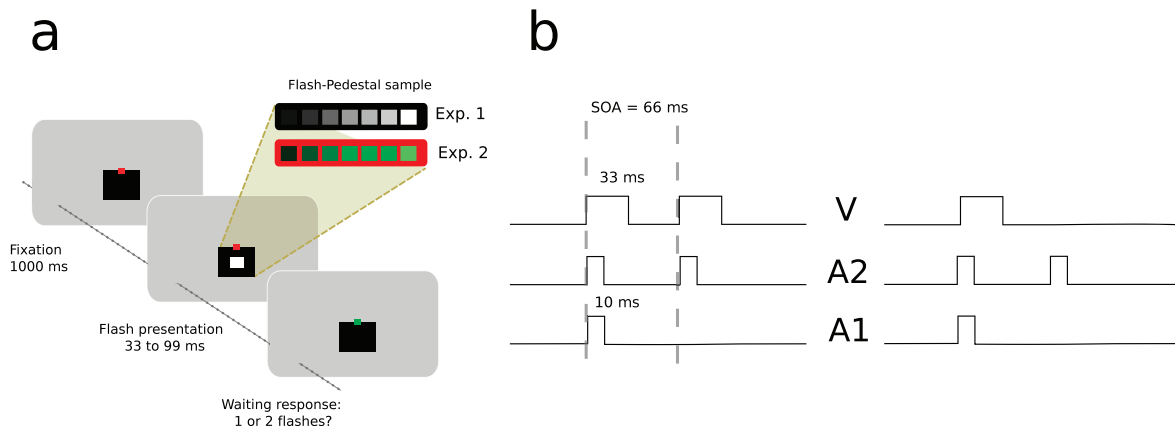 a
Flash-Pedestal sample
Exp. 1
Exp. 2
Fixation
1000 ms
Flash presentation
33 to 99 ms
Waiting response:
1 or 2 flashes?
b
SOA = 66 ms
33 ms
V
A2
10 ms
A1